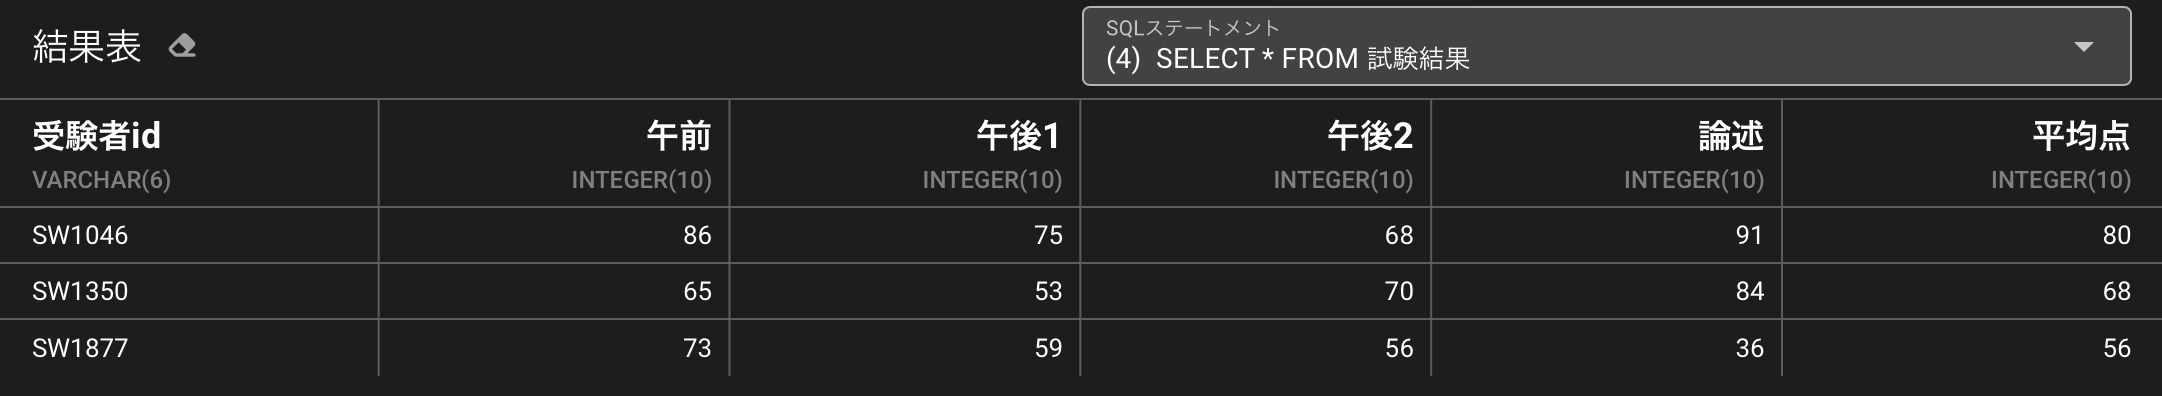 結果表
SQLステートメント
(4) SELECT * FROM 試験結果
受験者id 午前 午後1 午後2 論述 平均点
VARCHAR(6) INTEGER(10) INTEGER(10) INTEGER(10) INTEGER(10) INTEGER(10)
SW1046 86 75 68 91 80
SW1350 65 53 70 84 68
SW1877 73 59 56 36 56